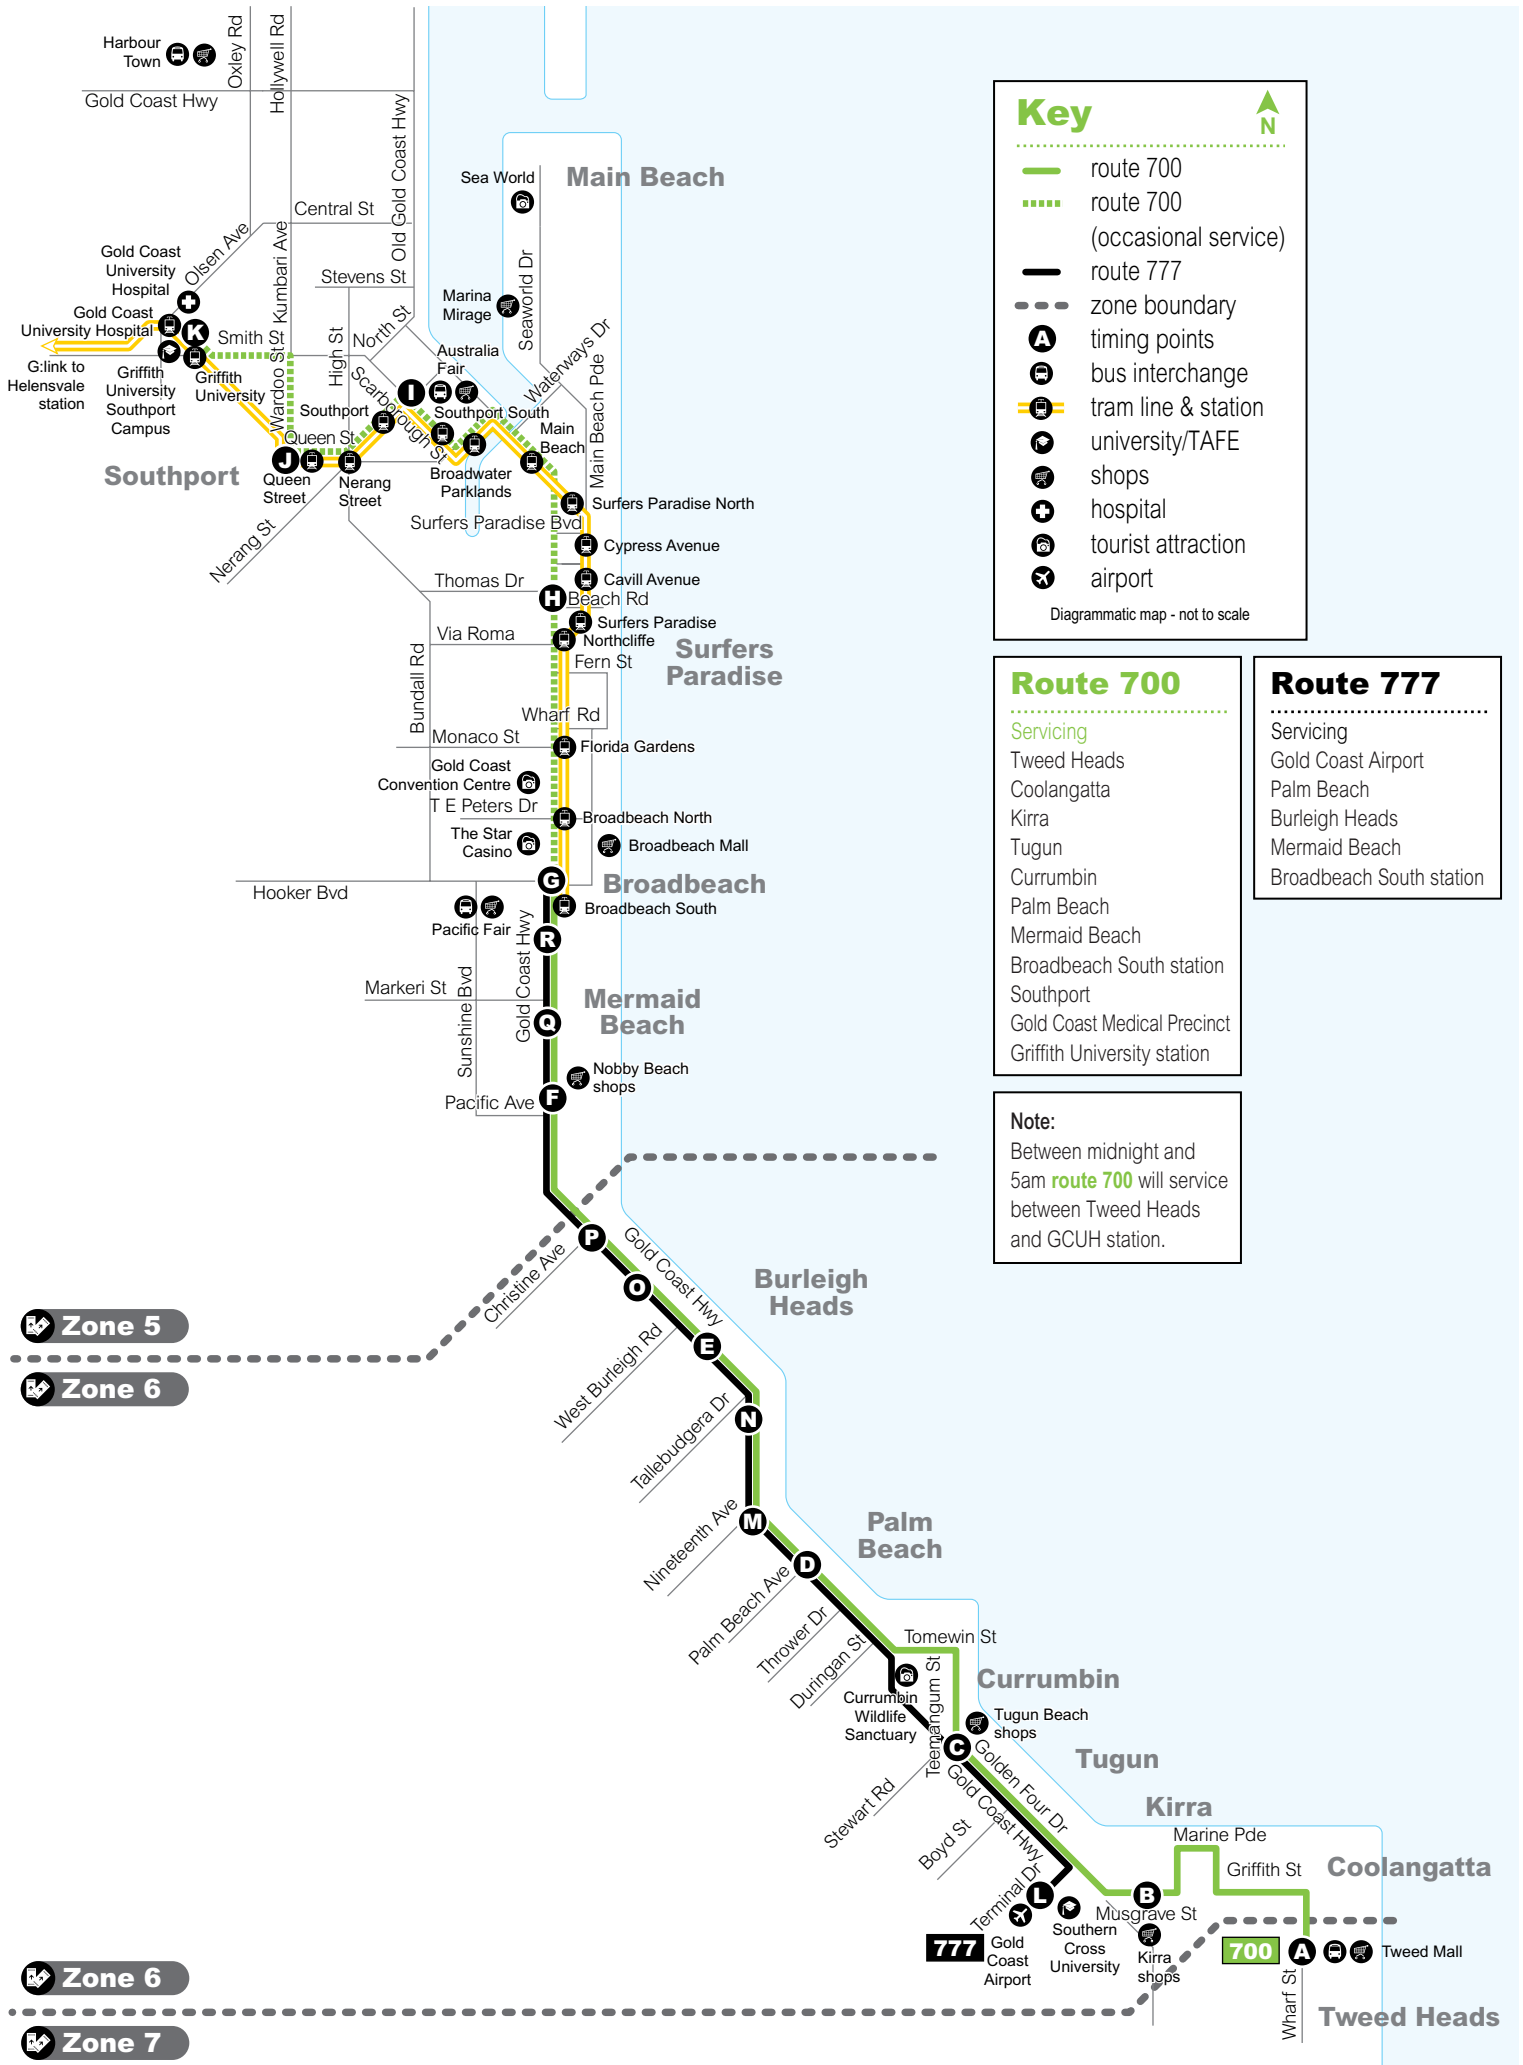 Harbour
Town
Oxley Rd
Hollywell Rd
Gold Coast Hwy
Old Gold Coast Hwy
Sea World
Main Beach
Central St
Olsen Ave
Kumbari Ave
Gold Coast
University
Hospital
Stevens St
Seaworld Dr
Marina
Mirage
Gold Coast
University Hospital
K
Smith St
High St
North St
Australia
Fair
Waterways Dr
G:link to
Helensvale
station
Griffith
University
Southport
Campus
Griffith
University
Wardoo St
Scarborough St
I
Main Beach Pde
Southport
Southport South
Main
Beach
Queen St
Southport
J
Queen
Street
Nerang
Street
Broadwater
Parklands
Surfers Paradise North
Surfers Paradise Bvd
Nerang St
Cypress Avenue
Thomas Dr
Cavill Avenue
H
Beach Rd
Surfers Paradise
Via Roma
Northcliffe
Surfers
Paradise
Fern St
Bundall Rd
Wharf Rd
Monaco St
Florida Gardens
Gold Coast
Convention Centre
T E Peters Dr
Broadbeach North
The Star
Casino
Broadbeach Mall
G
Broadbeach
Hooker Bvd
Broadbeach South
Pacific Fair
Gold Coast Hwy
R
Sunshine Bvd
Markeri St
Mermaid
Beach
Q
Nobby Beach
shops
Pacific Ave
F
P
Christine Ave
Gold Coast Hwy
O
Burleigh
Heads
Zone 5
Zone 6
West Burleigh Rd
E
Tallebudgera Dr
N
Nineteenth Ave
M
Palm
Beach
Palm Beach Ave
D
Thrower Dr
Duringan St
Tomewin St
Teemangum St
Currumbin
Currumbin
Wildlife
Sanctuary
Tugun Beach
shops
C
Golden Four Dr
Gold Coast Hwy
Tugun
Stewart Rd
Boyd St
Kirra
Marine Pde
Griffith St
Coolangatta
Terminal Dr
L
B
Musgrave St
777
Gold
Coast
Airport
Southern
Cross
University
Kirra
shops
700
A
Tweed Mall
Wharf St
Tweed Heads
Zone 6
Zone 7
Key
N
route 700
route 700
(occasional service)
route 777
zone boundary
A
timing points
bus interchange
tram line & station
university/TAFE
shops
hospital
tourist attraction
airport
Diagrammatic map - not to scale
Route 700
Servicing
Tweed Heads
Coolangatta
Kirra
Tugun
Currumbin
Palm Beach
Mermaid Beach
Broadbeach South station
Southport
Gold Coast Medical Precinct
Griffith University station
Route 777
Servicing
Gold Coast Airport
Palm Beach
Burleigh Heads
Mermaid Beach
Broadbeach South station
Note:
Between midnight and
5am route 700 will service
between Tweed Heads
and GCUH station.